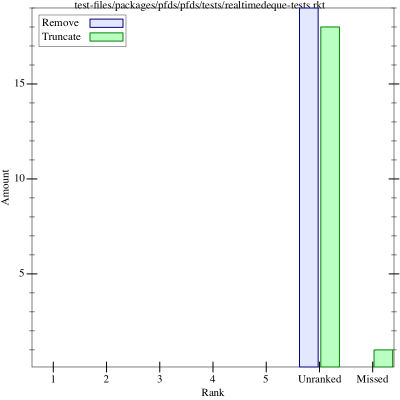 test-files/packages/pfds/pfds/tests/realtimedeque-tests.rkt
Remove
Truncate
15
10
5
Amount
1 2 3 4 5 Unranked Missed
Rank